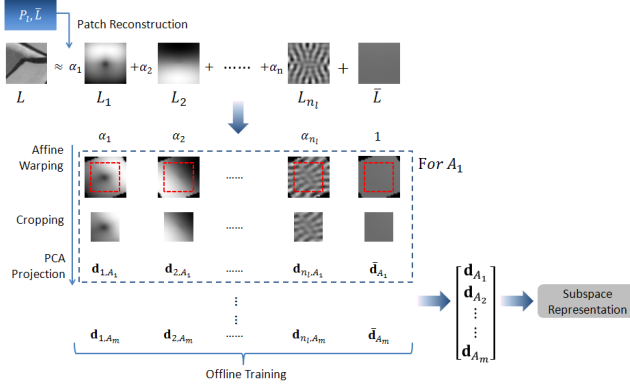 P_l, L̄
Patch Reconstruction
≈ α_1 +α_2 + ⋯⋯ +α_n +
L L_1 L_2 L_{n_l} L̄
α_1 α_2 α_{n_l} 1
Affine Warping
......
For A_1
Cropping
......
PCA Projection
d_{1,A_1} d_{2,A_1} ...... d_{n_l,A_1} d̄_{A_1}
⋮
⋮
d_{1,A_m} d_{2,A_m} ...... d_{n_l,A_m} d̄_{A_m}
Offline Training
d_{A_1}
d_{A_2}
⋮
⋮
d_{A_m}
Subspace
Representation